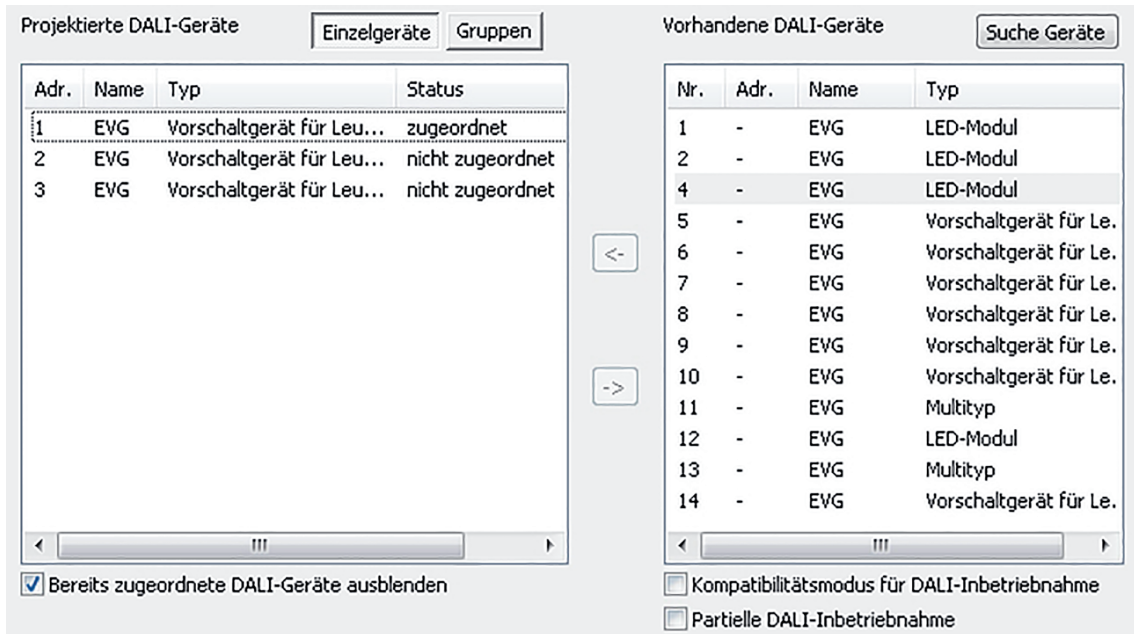 Projektierte DALI-Geräte
Einzelgeräte
Gruppen
Adr. Name Typ Status
1 EVG Vorschaltgerät für Leu... zugeordnet
2 EVG Vorschaltgerät für Leu... nicht zugeordnet
3 EVG Vorschaltgerät für Leu... nicht zugeordnet
<-
->
Bereits zugeordnete DALI-Geräte ausblenden
Vorhandene DALI-Geräte
Suche Geräte
Nr. Adr. Name Typ
1 - EVG LED-Modul
2 - EVG LED-Modul
4 - EVG LED-Modul
5 - EVG Vorschaltgerät für Le.
6 - EVG Vorschaltgerät für Le.
7 - EVG Vorschaltgerät für Le.
8 - EVG Vorschaltgerät für Le.
9 - EVG Vorschaltgerät für Le.
10 - EVG Vorschaltgerät für Le.
11 - EVG Multityp
12 - EVG LED-Modul
13 - EVG Multityp
14 - EVG Vorschaltgerät für Le.
Kompatibilitätsmodus für DALI-Inbetriebnahme
Partielle DALI-Inbetriebnahme